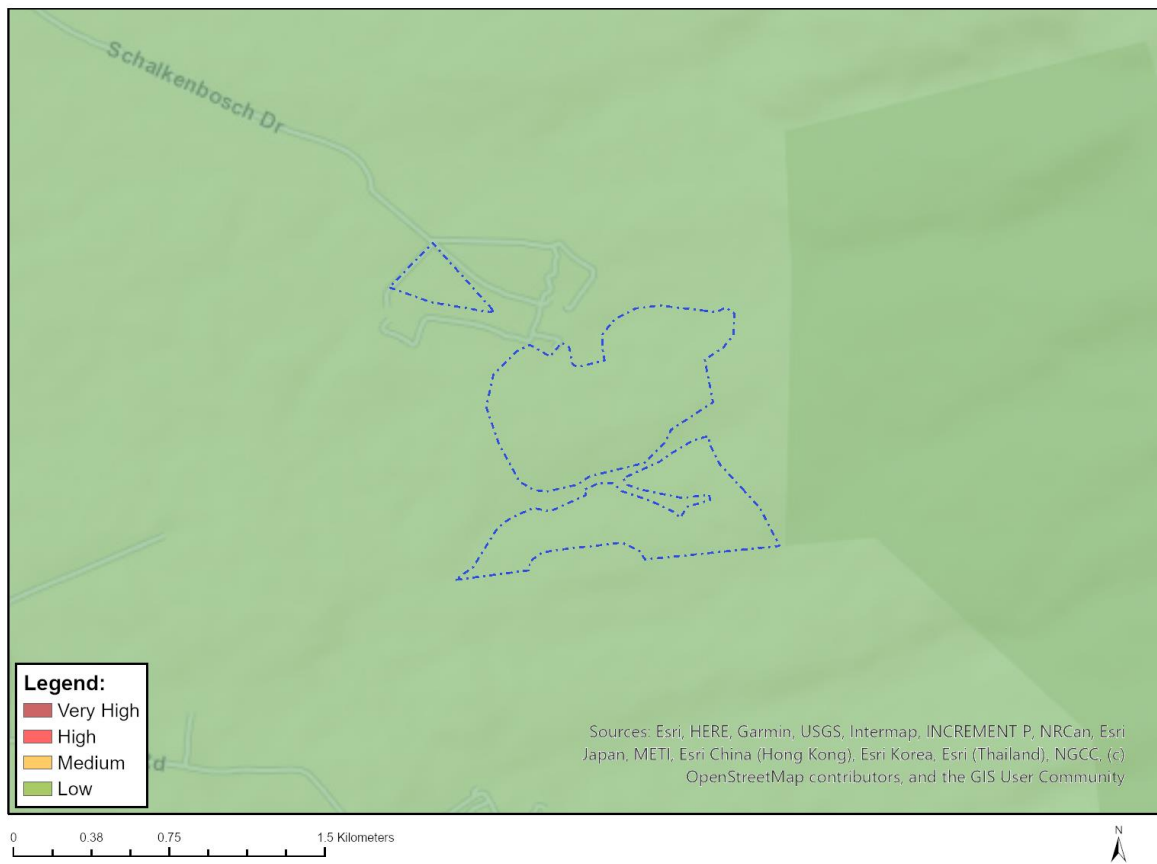 Schalkenbosch Dr
Legend:
Very High
High
Medium
Low
Rd
Sources: Esri, HERE, Garmin, USGS, Intermap, INCREMENT P, NRCan, Esri
Japan, METI, Esri China (Hong Kong), Esri Korea, Esri (Thailand), NGCC, (c)
OpenStreetMap contributors, and the GIS User Community
0 0.38 0.75 1.5 Kilometers
N